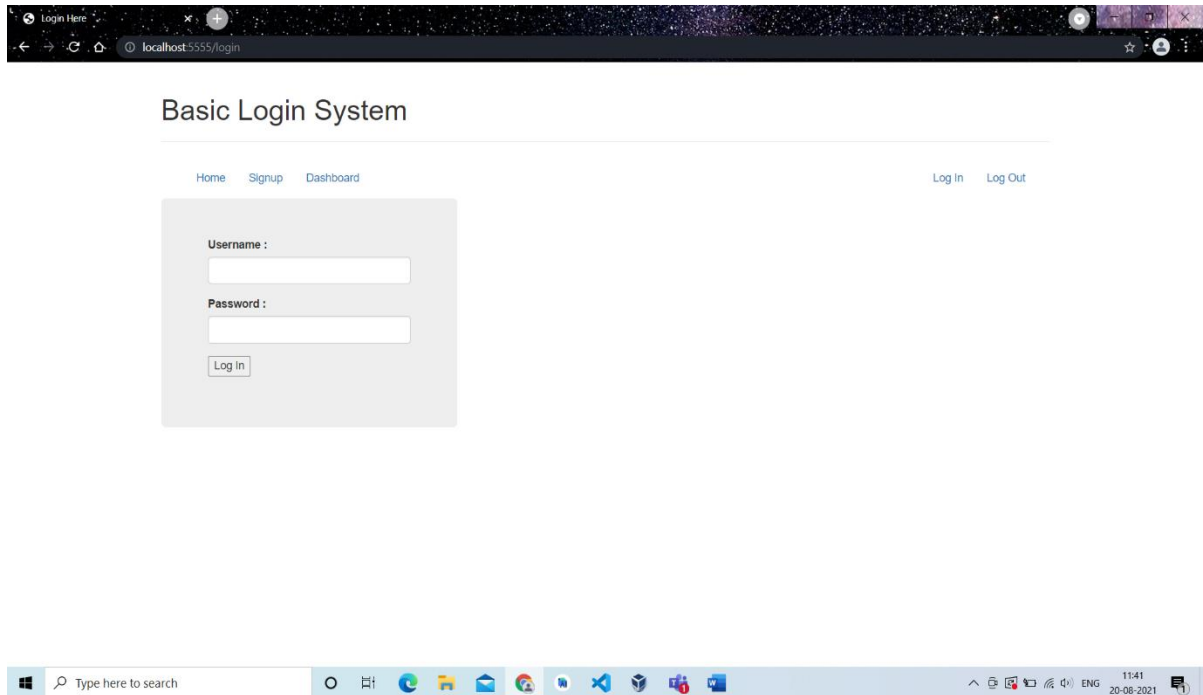 Login Here
localhost:5555/login
Basic Login System
Home Signup Dashboard Log In Log Out
Username :
Password :
Log In
Type here to search
ENG
11:41
20-08-2021